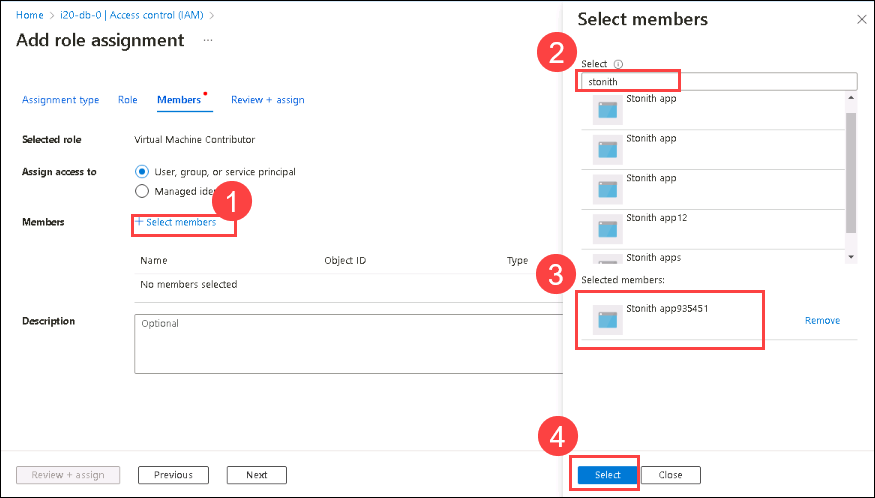 Home > i20-db-0 | Access control (IAM) >
Add role assignment ...
Assignment type Role Members Review + assign
Selected role Virtual Machine Contributor
Assign access to User, group, or service principal
Managed iden
1
Members + Select members
Name Object ID Type
No members selected
Description Optional
Review + assign Previous Next
Select members
2
Select
stonith
Stonith app
Stonith app
Stonith app
Stonith app12
Stonith apps
3
Selected members:
Stonith app935451
Remove
4
Select Close